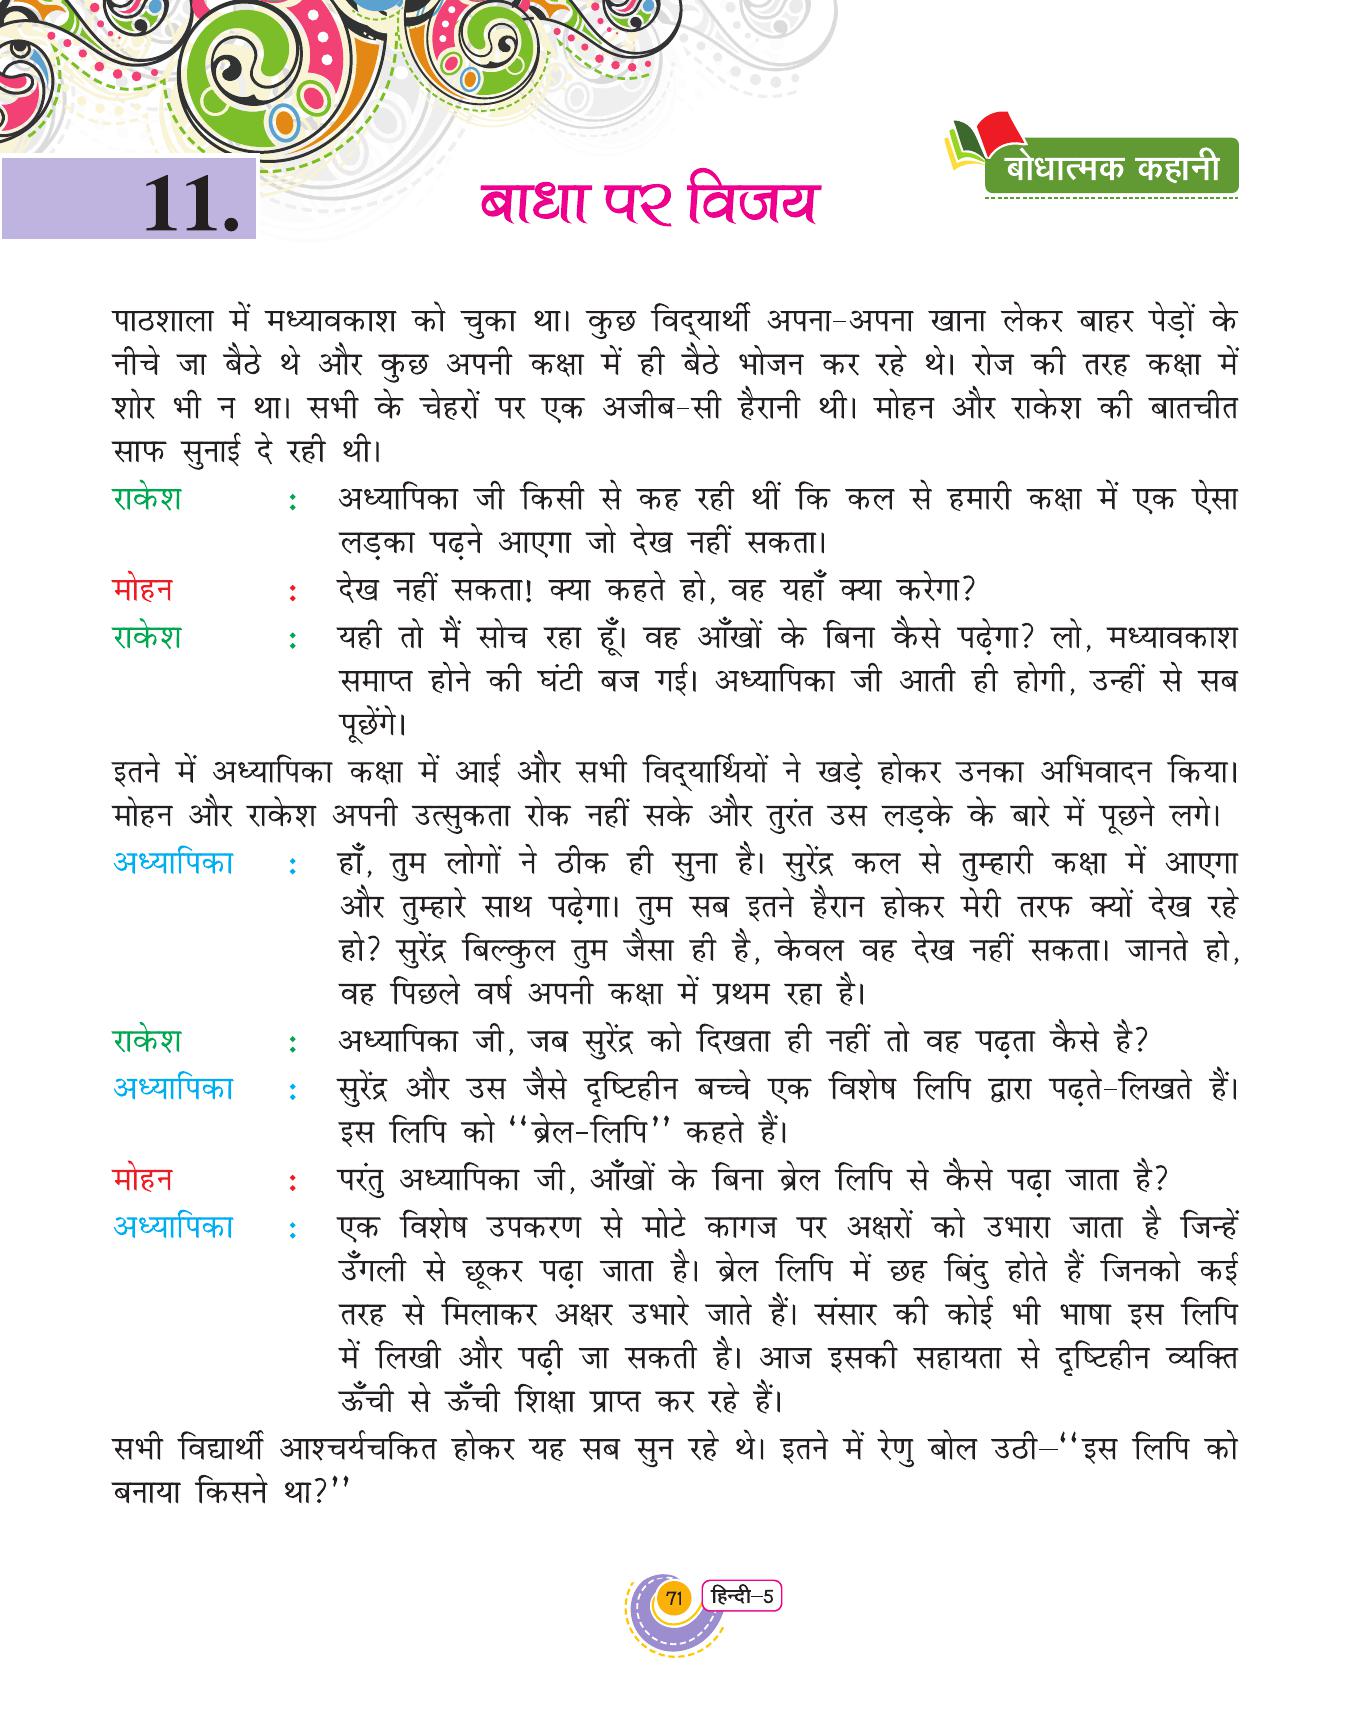 बोधात्मक कहानी
11.
बाधा पर विजय
पाठशाला में मध्यावकाश को चुका था। कुछ विद्‌यार्थी अपना-अपना खाना लेकर बाहर पेड़ों के
नीचे जा बैठे थे और कुछ अपनी कक्षा में ही बैठे भोजन कर रहे थे। रोज की तरह कक्षा में
शोर भी न था। सभी के चेहरों पर एक अजीब-सी हैरानी थी। मोहन और राकेश की बातचीत
साफ सुनाई दे रही थी।
राकेश : अध्यापिका जी किसी से कह रही थीं कि कल से हमारी कक्षा में एक ऐसा
लड़का पढ़ने आएगा जो देख नहीं सकता।
मोहन : देख नहीं सकता! क्या कहते हो, वह यहाँ क्या करेगा?
राकेश : यही तो मैं सोच रहा हूँ। वह आँखों के बिना कैसे पढ़ेगा? लो, मध्यावकाश
समाप्त होने की घंटी बज गई। अध्यापिका जी आती ही होगी, उन्हीं से सब
पूछेंगे।
इतने में अध्यापिका कक्षा में आई और सभी विद्‌यार्थियों ने खड़े होकर उनका अभिवादन किया।
मोहन और राकेश अपनी उत्सुकता रोक नहीं सके और तुरंत उस लड़के के बारे में पूछने लगे।
अध्यापिका : हाँ, तुम लोगों ने ठीक ही सुना है। सुरेंद्र कल से तुम्हारी कक्षा में आएगा
और तुम्हारे साथ पढ़ेगा। तुम सब इतने हैरान होकर मेरी तरफ क्यों देख रहे
हो? सुरेंद्र बिल्कुल तुम जैसा ही है, केवल वह देख नहीं सकता। जानते हो,
वह पिछले वर्ष अपनी कक्षा में प्रथम रहा है।
राकेश : अध्यापिका जी, जब सुरेंद्र को दिखता ही नहीं तो वह पढ़ता कैसे है?
अध्यापिका : सुरेंद्र और उस जैसे दृष्टिहीन बच्चे एक विशेष लिपि द्वारा पढ़ते-लिखते हैं।
इस लिपि को ‘‘ब्रेल-लिपि’’ कहते हैं।
मोहन : परंतु अध्यापिका जी, आँखों के बिना ब्रेल लिपि से कैसे पढ़ा जाता है?
अध्यापिका : एक विशेष उपकरण से मोटे कागज पर अक्षरों को उभारा जाता है जिन्हें
उँगली से छूकर पढ़ा जाता है। ब्रेल लिपि में छह बिंदु होते हैं जिनको कई
तरह से मिलाकर अक्षर उभारे जाते हैं। संसार की कोई भी भाषा इस लिपि
में लिखी और पढ़ी जा सकती है। आज इसकी सहायता से दृष्टिहीन व्यक्ति
ऊँची से ऊँची शिक्षा प्राप्त कर रहे हैं।
सभी विद्यार्थी आश्चर्यचकित होकर यह सब सुन रहे थे। इतने में रेणु बोल उठी–‘‘इस लिपि को
बनाया किसने था?’’
71 हिन्दी–5